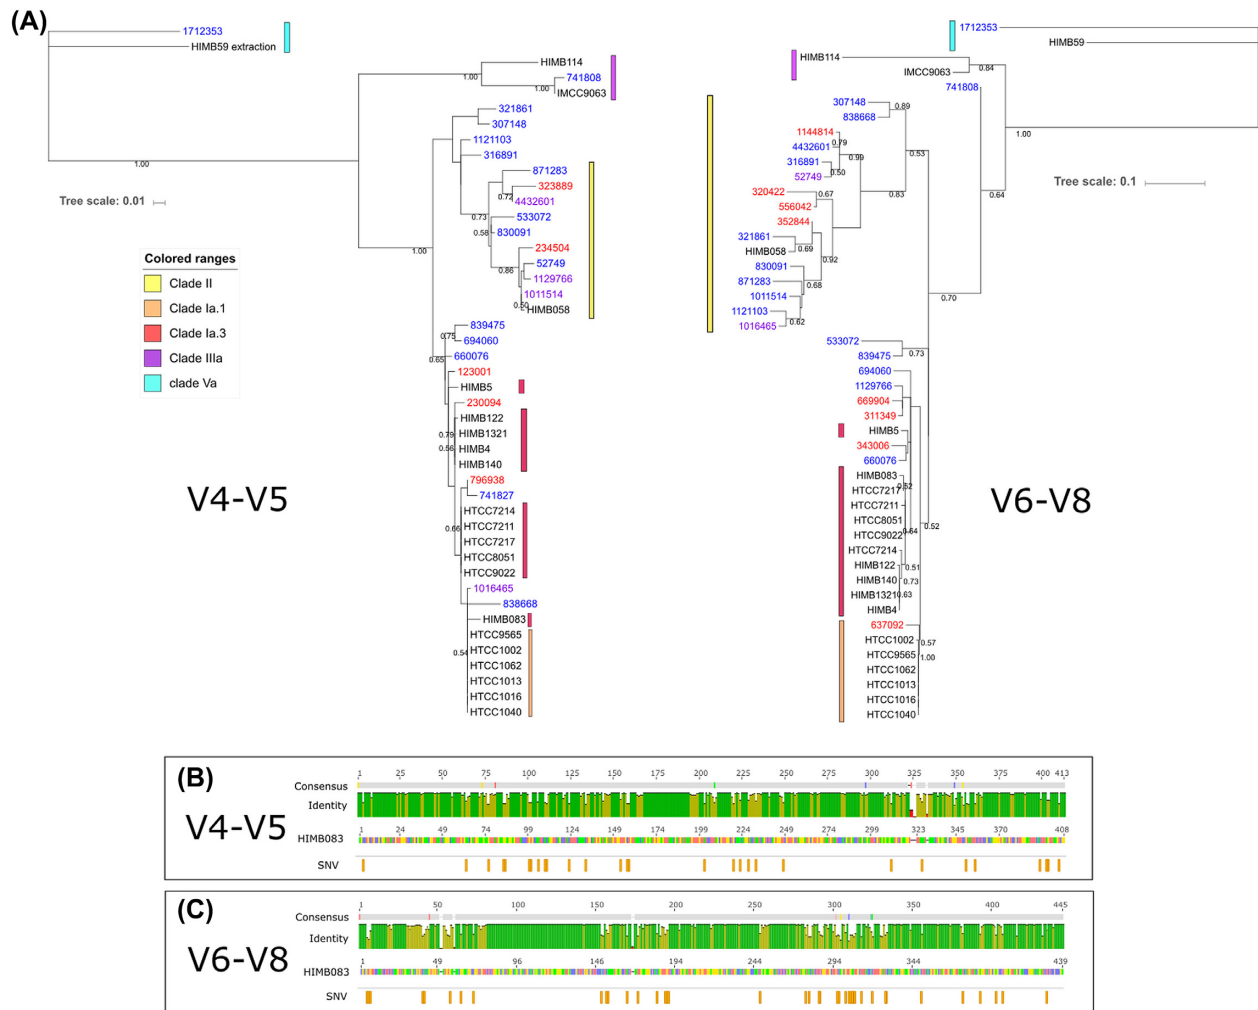 (A)
1712353
HIMB59 extraction
1.00
HIMB114
741808
1.00
IMCC9063
321861
307148
1121103
316891
871283
323889
0.72
4432601
0.73
533072
0.58
830091
234504
0.86
52749
1129766
1011514
0.50
HIMB058
1.00
1.00
Tree scale: 0.01
Colored ranges
Clade II
Clade Ia.1
Clade Ia.3
Clade IIIa
clade Va
839475
0.75
694060
0.65
660076
123001
HIMB5
230094
HIMB122
0.79
HIMB1321
0.56
HIMB4
HIMB140
796938
741827
HTCC7214
0.66
HTCC7211
HTCC7217
HTCC8051
HTCC9022
1016465
838668
HIMB083
HTCC9565
0.54
HTCC1002
HTCC1062
HTCC1013
HTCC1016
HTCC1040
V4-V5
1712353
HIMB59
HIMB114
0.84
IMCC9063
741808
307148
0.89
838668
1144814
0.79
4432601
0.99
0.53
316891
52749
0.50
1.00
320422
0.67
0.83
0.64
556042
352844
321861
0.69
HIMB058
0.92
830091
871283
0.68
1011514
0.70
1121103
0.62
1016465
Tree scale: 0.1
533072
0.73
839475
694060
1129766
669904
311349
HIMB5
343006
660076
HIMB083
0.52
HTCC7217
HTCC7211
HTCC8051
0.52
HTCC9022
0.64
HTCC7214
HIMB122
0.51
HIMB140
0.73
HIMB1321
0.63
HIMB4
637092
HTCC1002
0.57
HTCC9565
1.00
HTCC1062
HTCC1013
HTCC1016
HTCC1040
V6-V8
(B)
V4-V5
1 25 50 75 100 125 150 175 200 225 250 275 300 325 350 375 400 413
Consensus
Identity
1 24 49 74 99 124 149 174 199 224 249 274 299 323 345 370 408
HIMB083
SNV
(C)
V6-V8
1 50 100 150 200 250 300 350 400 445
Consensus
Identity
1 49 96 146 194 244 294 344 394 439
HIMB083
SNV